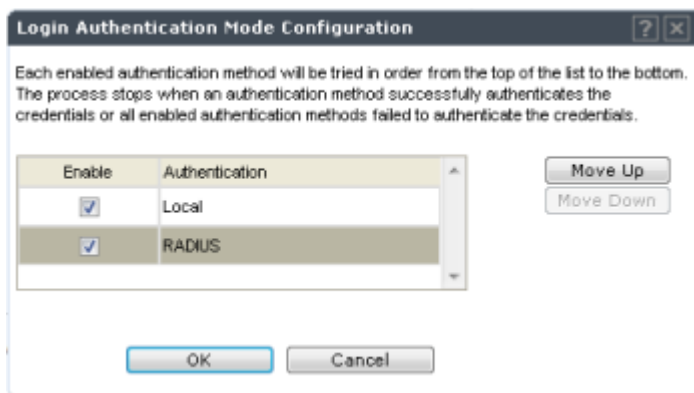 Login Authentication Mode Configuration ? X
Each enabled authentication method will be tried in order from the top of the list to the bottom.
The process stops when an authentication method successfully authenticates the
credentials or all enabled authentication methods failed to authenticate the credentials.
Enable Authentication
Local
RADIUS
Move Up
Move Down
OK Cancel